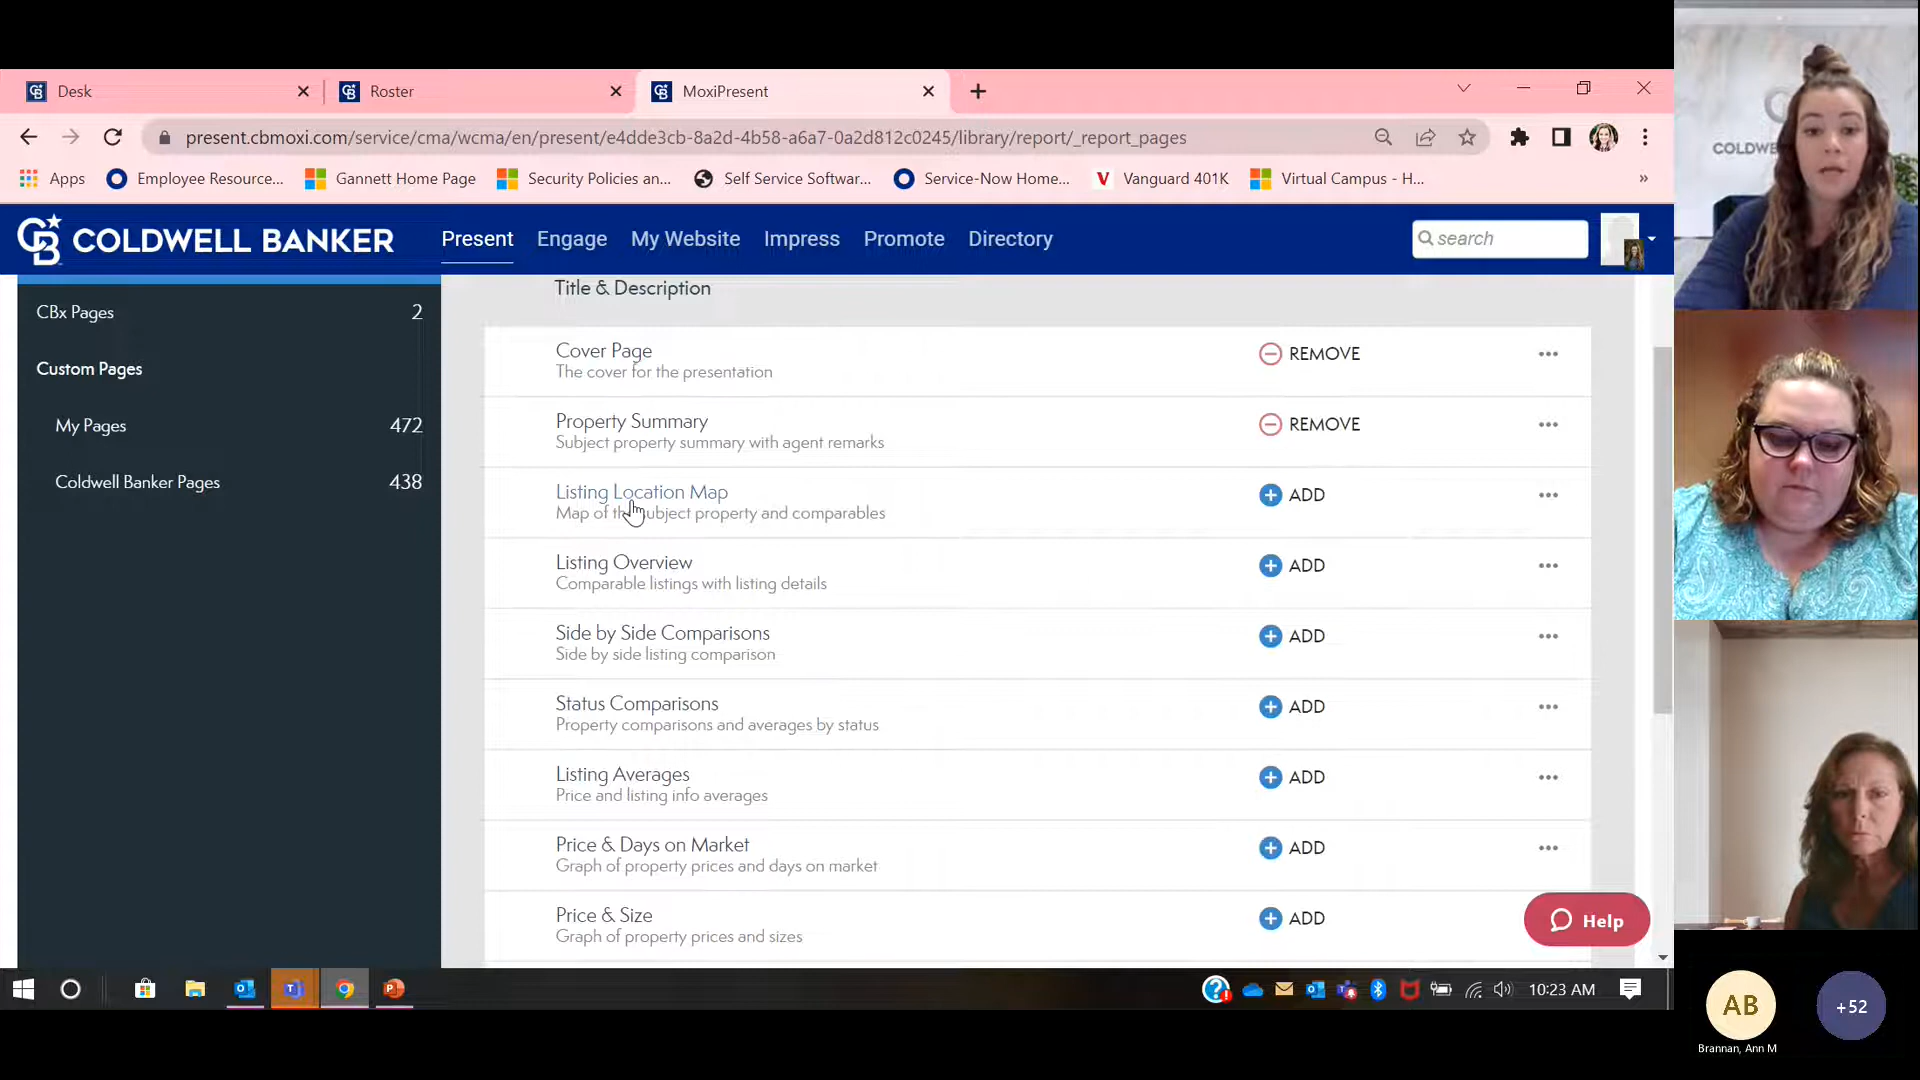 Desk
Roster
MoxiPresent
present.cbmoxi.com/service/cma/wcma/en/present/e4dde3cb-8a2d-4b58-a6a7-0a2d812c0245/library/report/_report_pages
Apps
Employee Resource...
Gannett Home Page
Security Policies an...
Self Service Softwar...
Service-Now Home...
Vanguard 401K
Virtual Campus - H...
»
CB COLDWELL BANKER
Present
Engage
My Website
Impress
Promote
Directory
search
CBx Pages 2
Custom Pages
My Pages 472
Coldwell Banker Pages 438
Title & Description
Cover Page
The cover for the presentation
REMOVE
Property Summary
Subject property summary with agent remarks
REMOVE
Listing Location Map
Map of the subject property and comparables
ADD
Listing Overview
Comparable listings with listing details
ADD
Side by Side Comparisons
Side by side listing comparison
ADD
Status Comparisons
Property comparisons and averages by status
ADD
Listing Averages
Price and listing info averages
ADD
Price & Days on Market
Graph of property prices and days on market
ADD
Price & Size
Graph of property prices and sizes
ADD
Help
10:23 AM
COLDWE
AB
Brannan, Ann M
+52